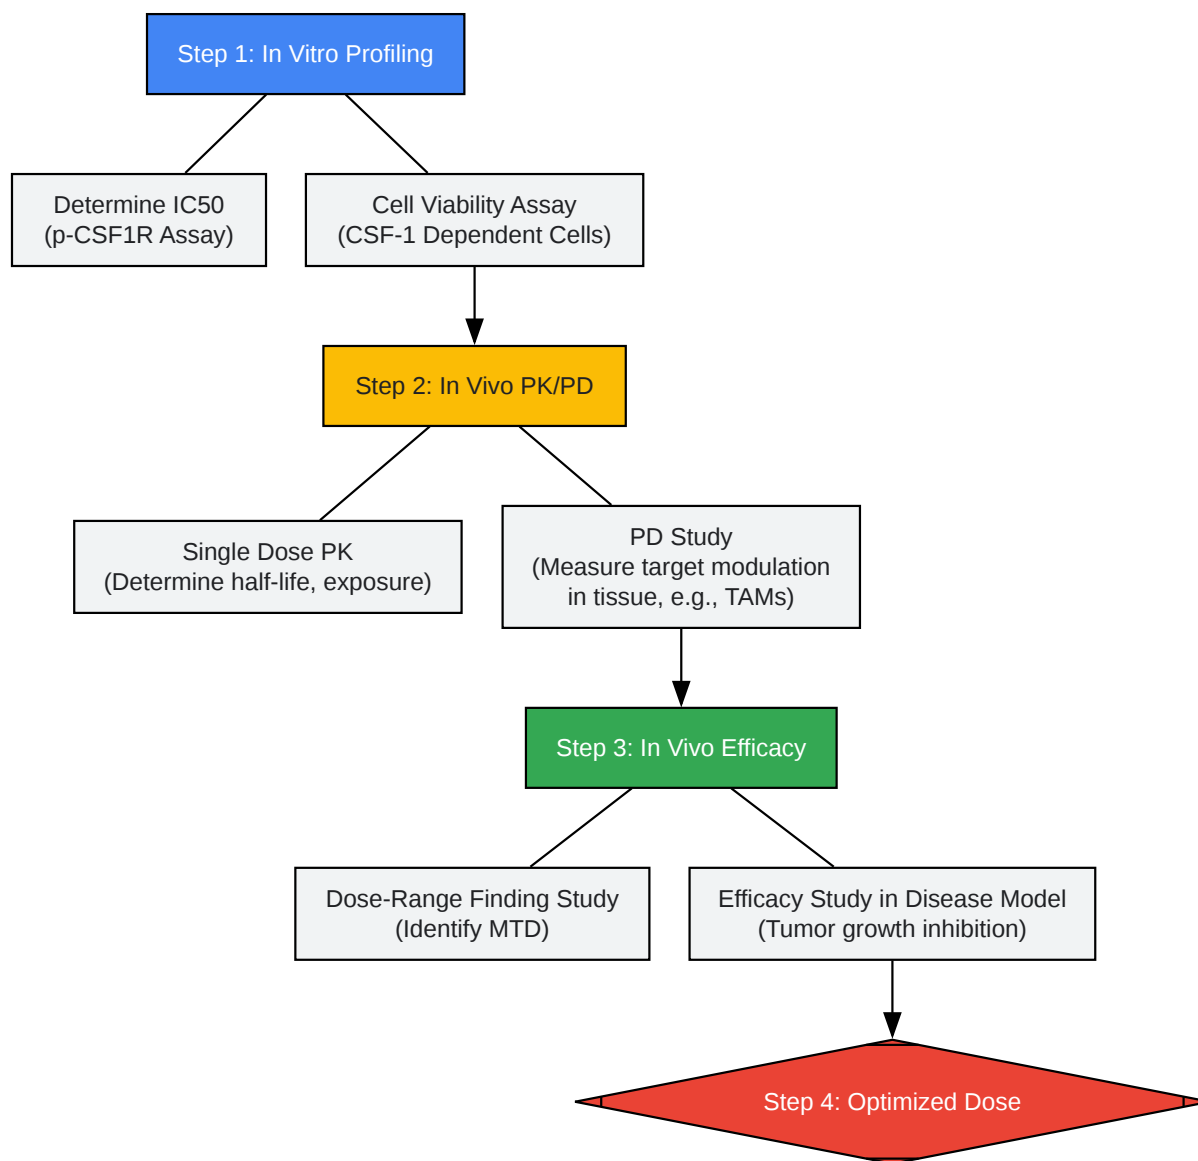 Step 1: In Vitro Profiling
Determine IC50
(p-CSF1R Assay)
Cell Viability Assay
(CSF-1 Dependent Cells)
Step 2: In Vivo PK/PD
Single Dose PK
(Determine half-life, exposure)
PD Study
(Measure target modulation
in tissue, e.g., TAMs)
Step 3: In Vivo Efficacy
Dose-Range Finding Study
(Identify MTD)
Efficacy Study in Disease Model
(Tumor growth inhibition)
Step 4: Optimized Dose